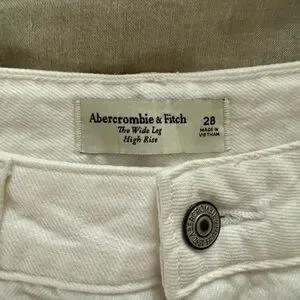 Abercrombie & Fitch
The Wide Leg
High Rise
28
MADE IN
VIETNAM